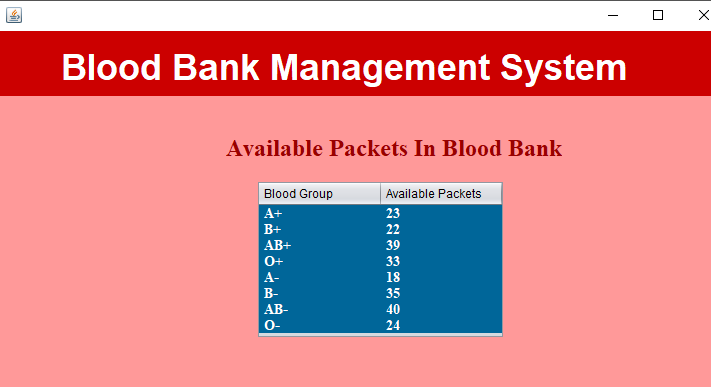 Blood Bank Management System
Available Packets In Blood Bank
Blood Group Available Packets
A+ 23
B+ 22
AB+ 39
O+ 33
A- 18
B- 35
AB- 40
O- 24